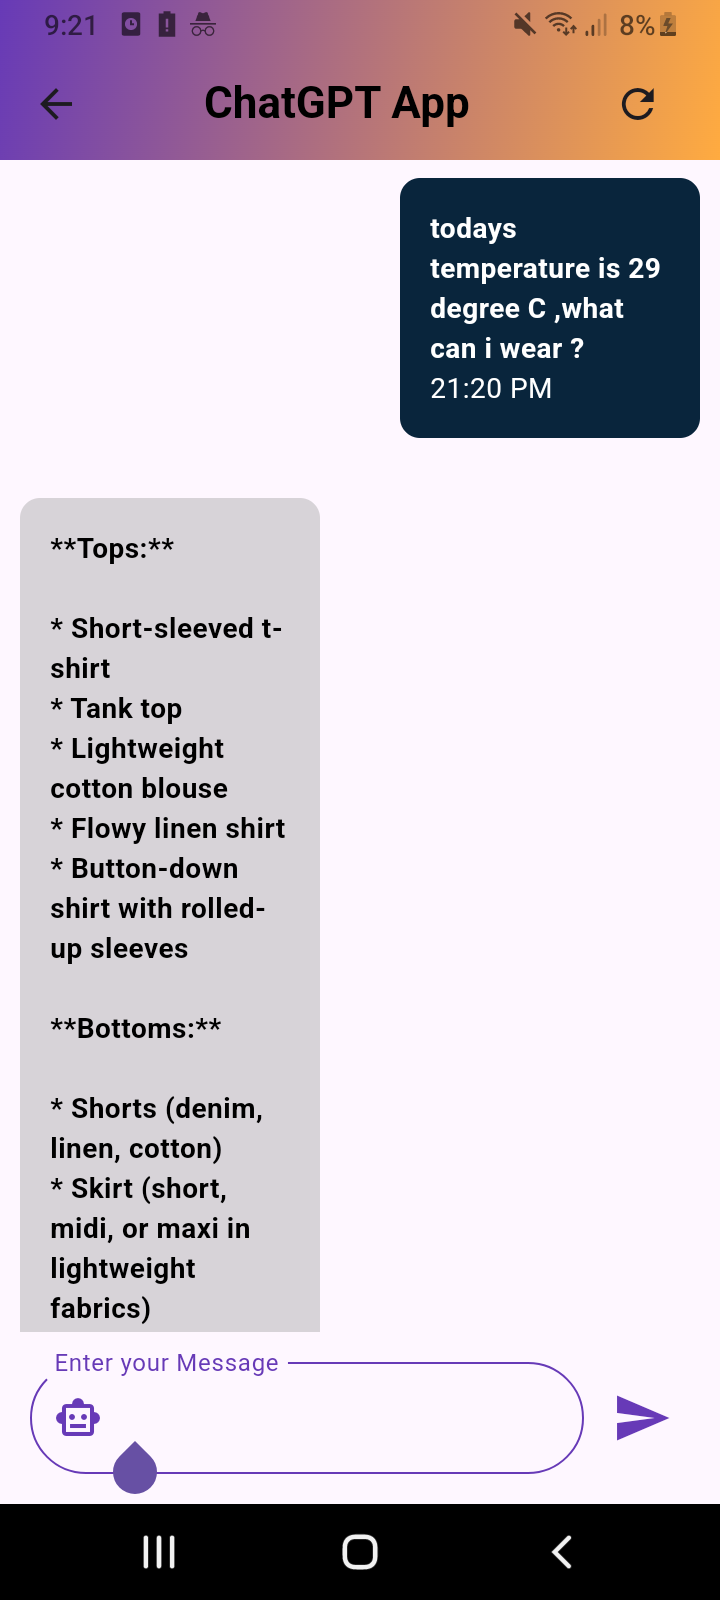 9:21
8%
ChatGPT App
todays
temperature is 29
degree C ,what
can i wear ?
21:20 PM
**Tops:**
* Short-sleeved t-
shirt
* Tank top
* Lightweight
cotton blouse
* Flowy linen shirt
* Button-down
shirt with rolled-
up sleeves
**Bottoms:**
* Shorts (denim,
linen, cotton)
* Skirt (short,
midi, or maxi in
lightweight
fabrics)
Enter your Message